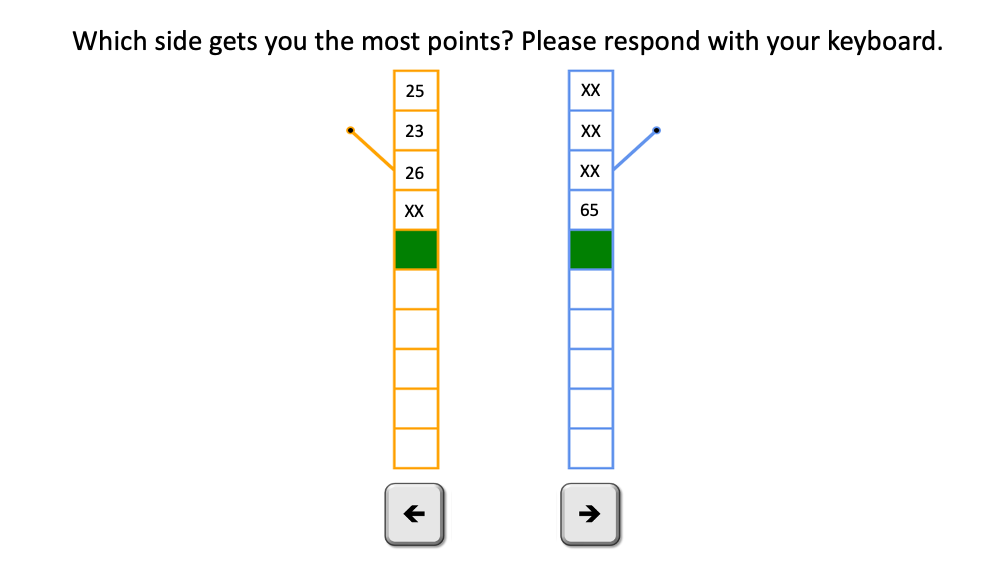 Which side gets you the most points? Please respond with your keyboard.
25 XX
23 XX
26 XX
XX 65
← →